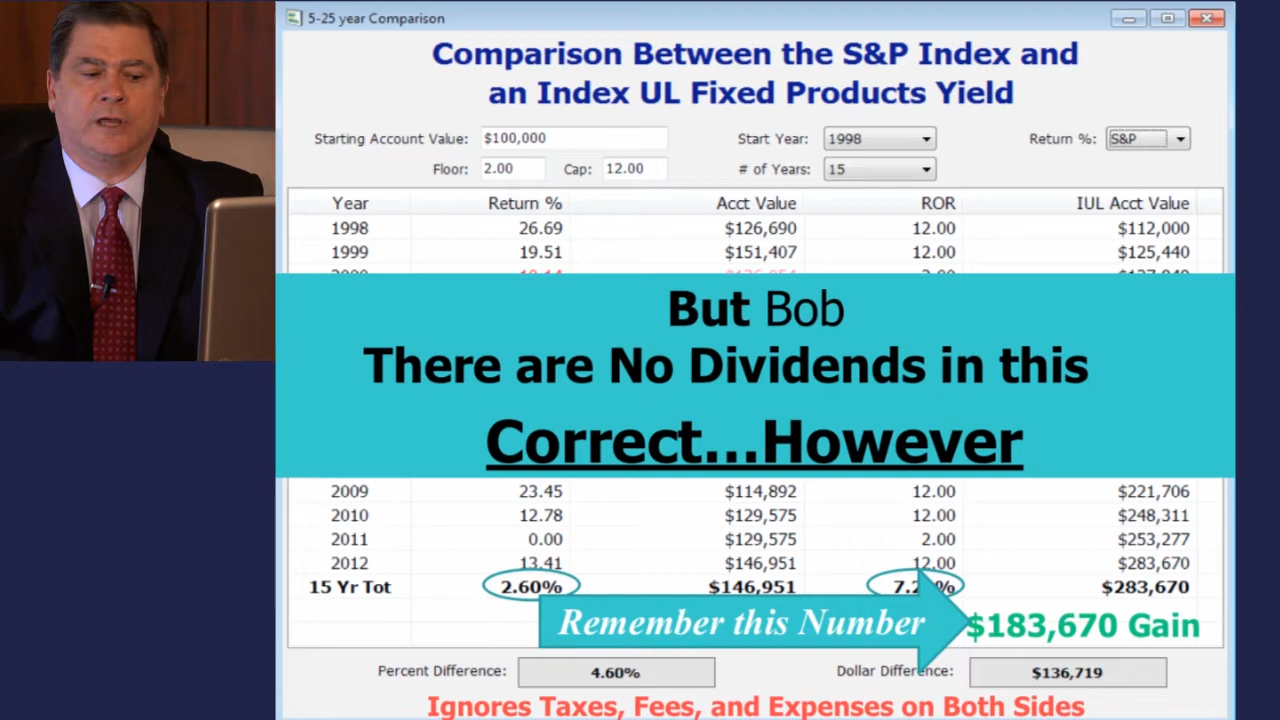 5-25 year Comparison
Comparison Between the S&P Index and
an Index UL Fixed Products Yield
Starting Account Value: $100,000 Start Year: 1998 Return %: S&P
Floor: 2.00 Cap: 12.00 # of Years: 15
Year Return % Acct Value ROR IUL Acct Value
1998 26.69 $126,690 12.00 $112,000
1999 19.51 $151,407 12.00 $125,440
But Bob
There are No Dividends in this
Correct...However
2009 23.45 $114,892 12.00 $221,706
2010 12.78 $129,575 12.00 $248,311
2011 0.00 $129,575 2.00 $253,277
2012 13.41 $146,951 12.00 $283,670
15 Yr Tot 2.60% $146,951 $283,670
Remember this Number $183,670 Gain
Percent Difference: 4.60% Dollar Difference: $136,719
Ignores Taxes, Fees, and Expenses on Both Sides